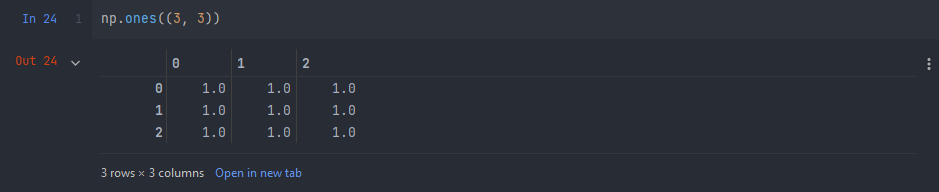 In 24 1 np.ones((3, 3))
Out 24
0 1 2
0 1.0 1.0 1.0
1 1.0 1.0 1.0
2 1.0 1.0 1.0
3 rows × 3 columns Open in new tab